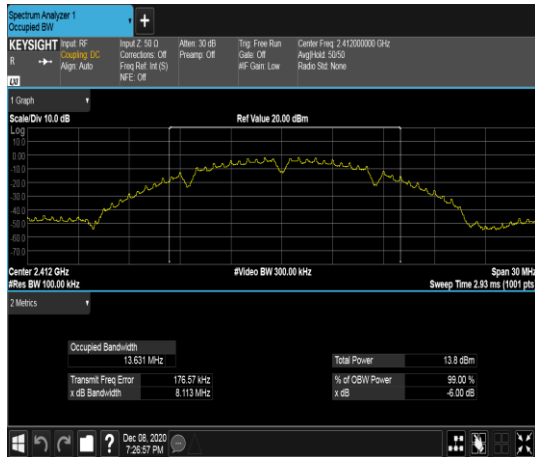 Spectrum Analyzer 1
Occupied BW
+
KEYSIGHT
R
LXI
Input: RF
Coupling: DC
Align: Auto
Input Z: 50 Ω
Corrections: Off
Freq Ref: Int (S)
NFE: Off
Atten: 30 dB
Preamp: Off
Trig: Free Run
Gate: Off
#IF Gain: Low
Center Freq: 2.412000000 GHz
Avg|Hold: 50/50
Radio Std: None
1 Graph
Scale/Div 10.0 dB
Ref Value 20.00 dBm
Log
10.0
0.00
-10.0
-20.0
-30.0
-40.0
-50.0
-60.0
-70.0
Center 2.412 GHz
#Video BW 300.00 kHz
Span 30 MHz
#Res BW 100.00 kHz
Sweep Time 2.93 ms (1001 pts)
2 Metrics
Occupied Bandwidth
13.631 MHz
Total Power 13.8 dBm
Transmit Freq Error 176.57 kHz
% of OBW Power 99.00 %
x dB Bandwidth 8.113 MHz
x dB -6.00 dB
?
Dec 08, 2020
7:26:57 PM